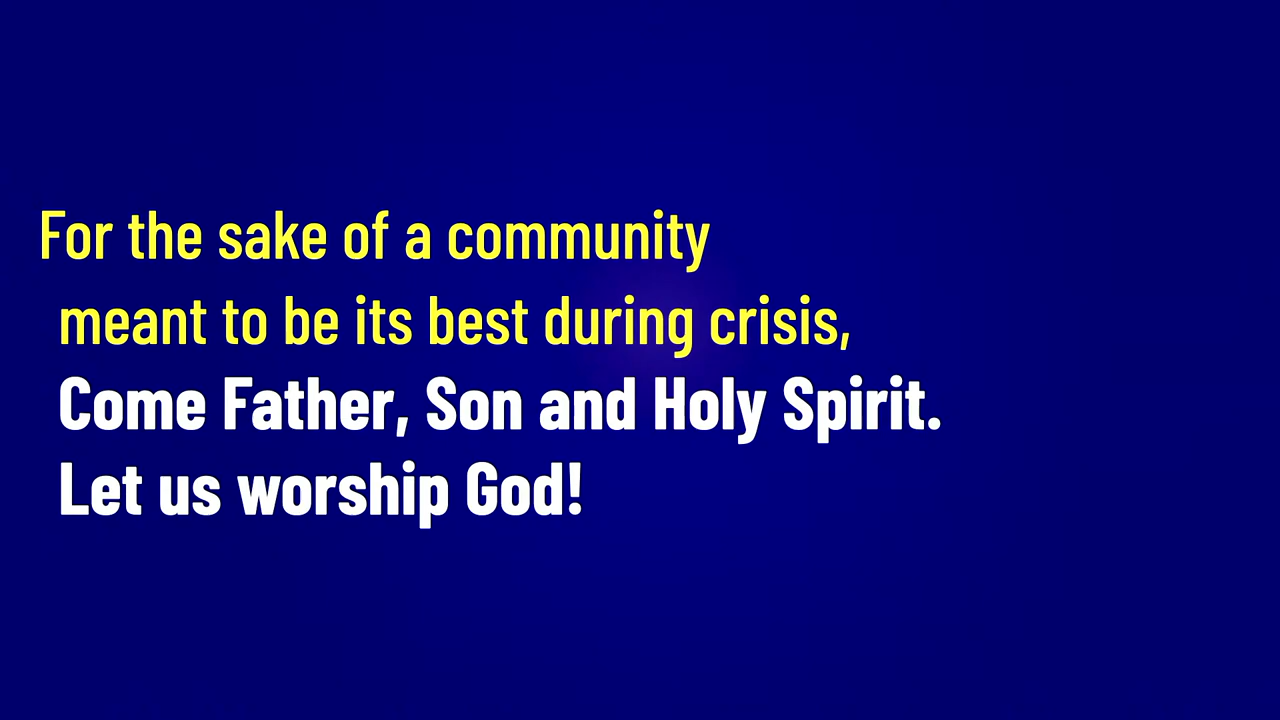 For the sake of a community
meant to be its best during crisis,
Come Father, Son and Holy Spirit.
Let us worship God!